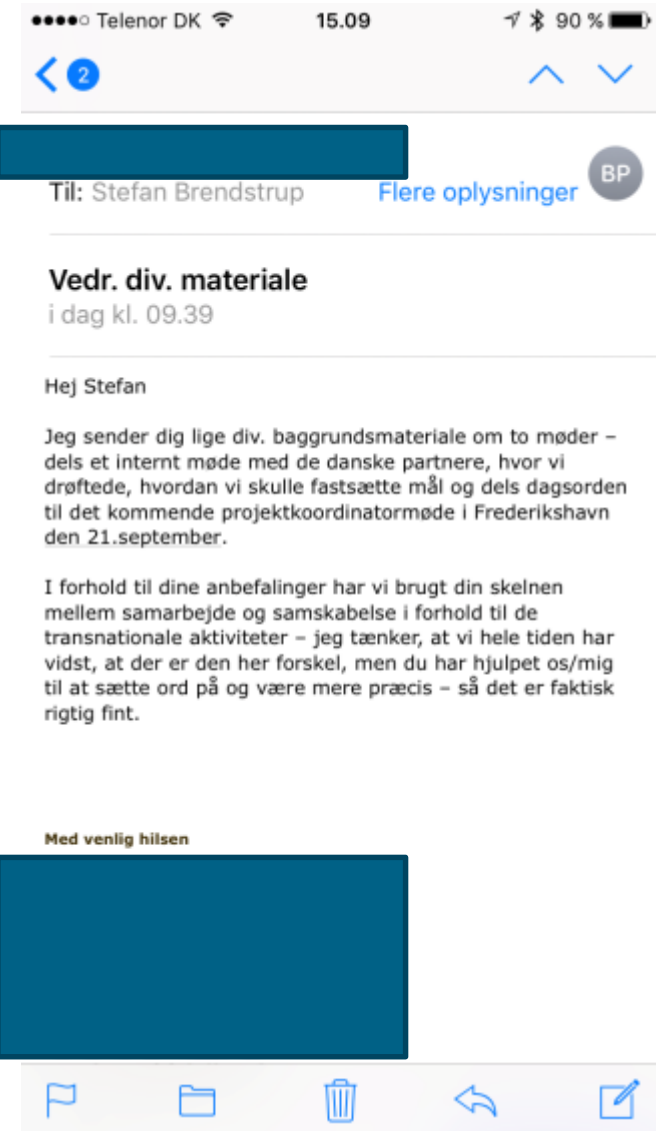 Telenor DK 15.09 90 %
2
BP
Til: Stefan Brendstrup Flere oplysninger
Vedr. div. materiale
i dag kl. 09.39
Hej Stefan
Jeg sender dig lige div. baggrundsmateriale om to møder –
dels et internt møde med de danske partnere, hvor vi
drøftede, hvordan vi skulle fastsætte mål og dels dagsorden
til det kommende projektkoordinatormøde i Frederikshavn
den 21.september.
I forhold til dine anbefalinger har vi brugt din skelnen
mellem samarbejde og samskabelse i forhold til de
transnationale aktiviteter – jeg tænker, at vi hele tiden har
vidst, at der er den her forskel, men du har hjulpet os/mig
til at sætte ord på og være mere præcis – så det er faktisk
rigtig fint.
Med venlig hilsen